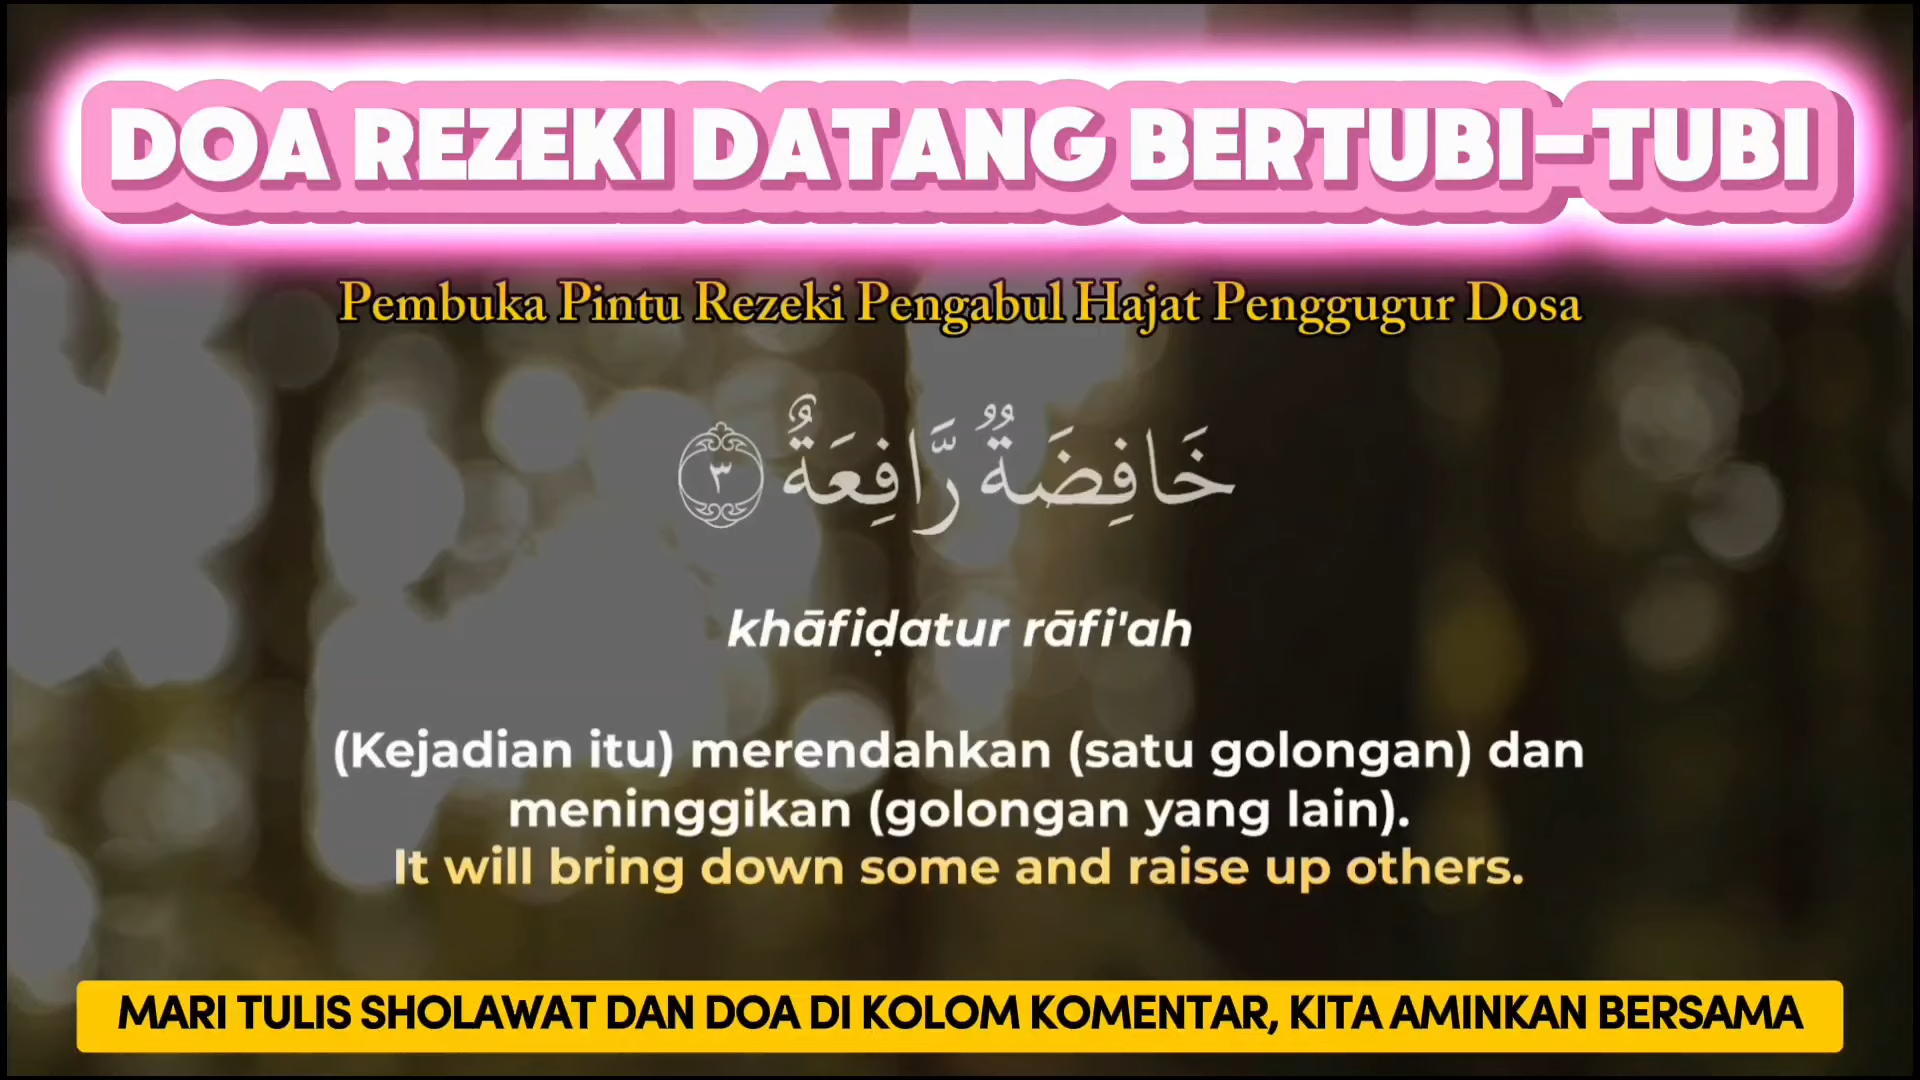 DOA REZEKI DATANG BERTUBI-TUBI
Pembuka Pintu Rezeki Pengabul Hajat Penggugur Dosa
خَافِضَةٌ رَّافِعَةٌ ۝٣
khāfiḍatur rāfi'ah
(Kejadian itu) merendahkan (satu golongan) dan
meninggikan (golongan yang lain).
It will bring down some and raise up others.
MARI TULIS SHOLAWAT DAN DOA DI KOLOM KOMENTAR, KITA AMINKAN BERSAMA